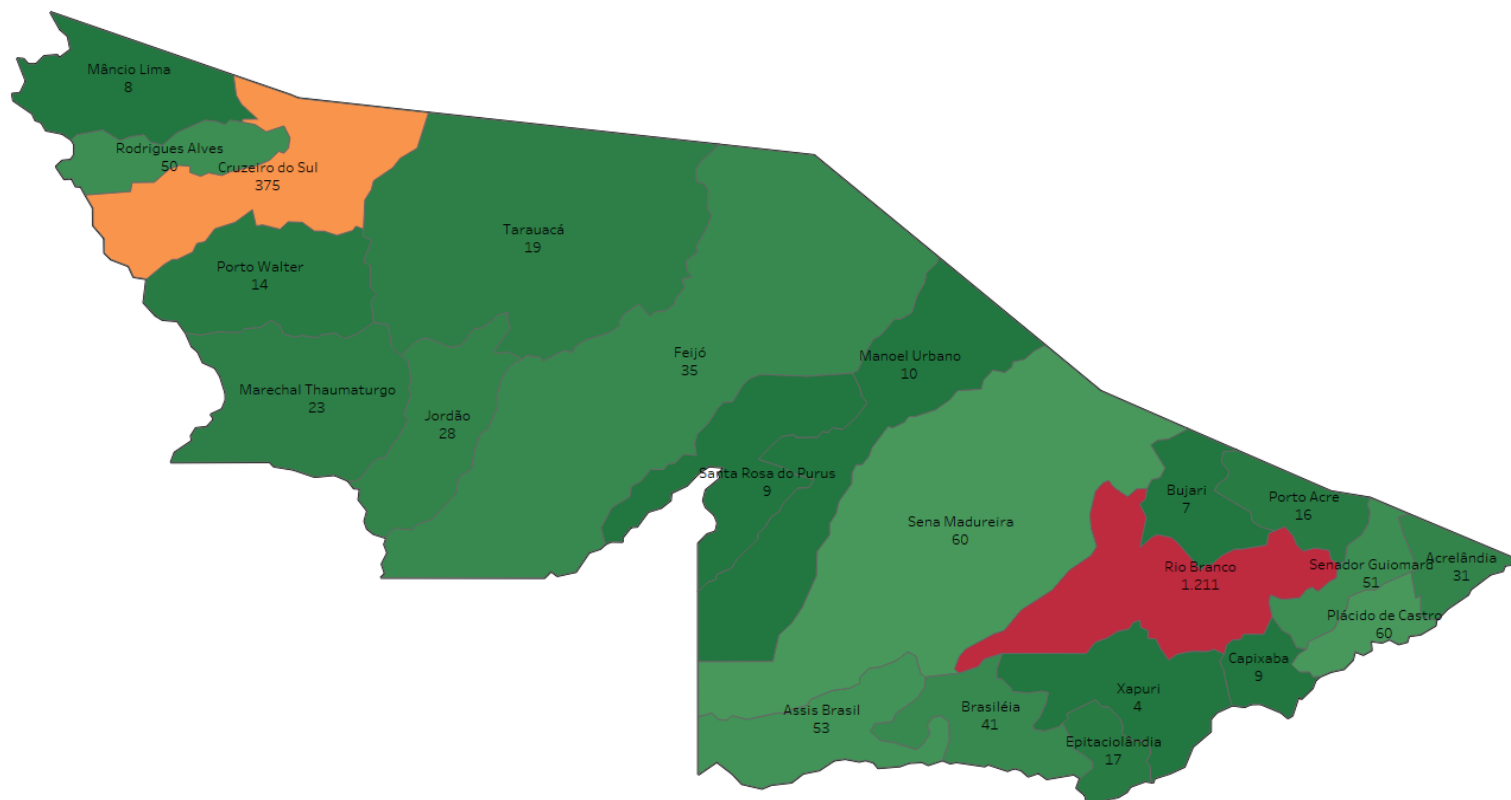 Mâncio Lima
8
Rodrigues Alves
50
Cruzeiro do Sul
375
Tarauacá
19
Porto Walter
14
Feijó
35
Manoel Urbano
10
Marechal Thaumaturgo
23
Jordão
28
Santa Rosa do Purus
9
Sena Madureira
60
Bujari
7
Porto Acre
16
Rio Branco
1.211
Senador Guiomard
51
Acrelândia
31
Plácido de Castro
60
Capixaba
9
Xapuri
4
Assis Brasil
53
Brasiléia
41
Epitaciolândia
17